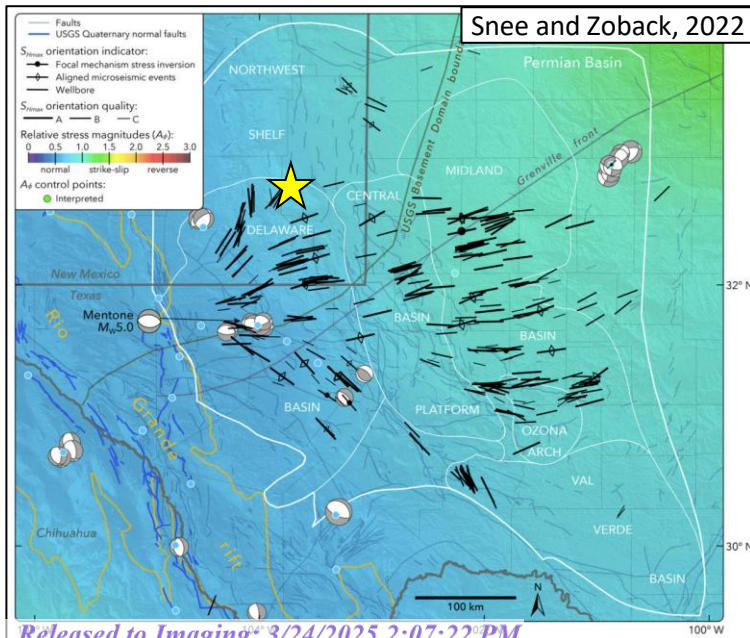 Snee and Zoback, 2022
Faults
USGS Quaternary normal faults
SHmax orientation indicator:
Focal mechanism stress inversion
Aligned microseismic events
Wellbore
SHmax orientation quality:
A B C
Relative stress magnitudes (Aϕ):
0.0 0.5 1.0 1.5 2.0 2.5 3.0
normal strike-slip reverse
Aϕ control points:
Interpreted
NORTHWEST
SHELF
Permian Basin
USGS Basement Domain bound
Grenville front
MIDLAND
CENTRAL
DELAWARE
New Mexico
Texas
32° N
Mentone
Mw5.0
Rio
BASIN
BASIN
BASIN
PLATFORM
Grande
OZONA
ARCH
VAL
Chihuahua
VERDE
rift
30° N
BASIN
100 km
N
100° W
Released to Imaging: 3/24/2025 2:07:22 PM